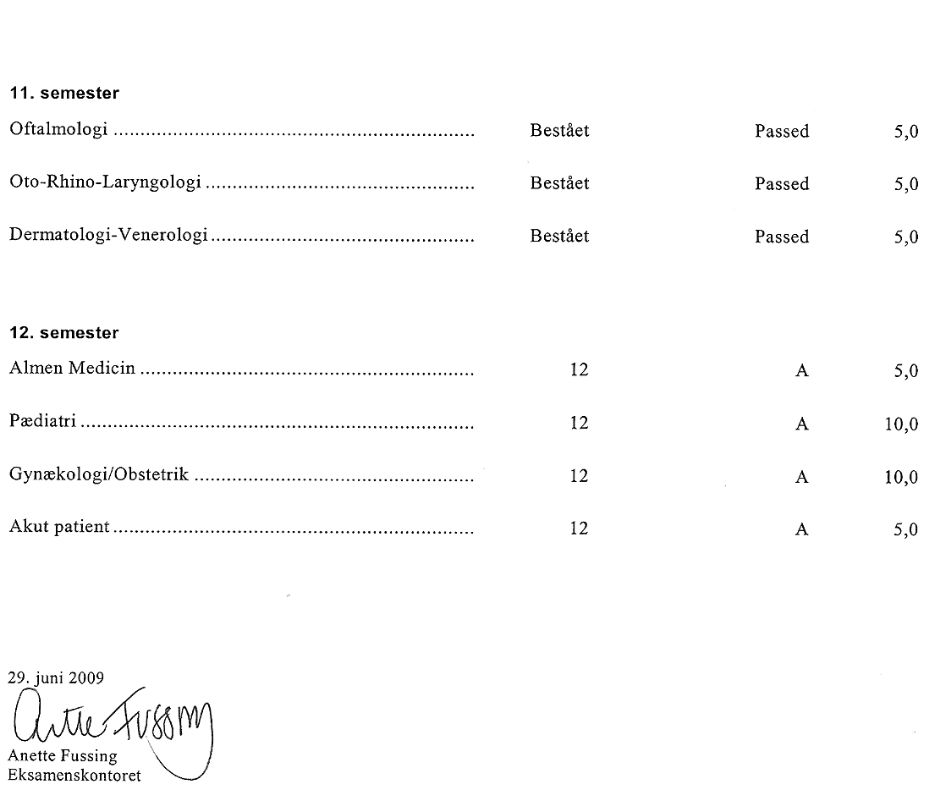 11. semester
Oftalmologi ................................................................... Bestået Passed 5,0
Oto-Rhino-Laryngologi .................................................. Bestået Passed 5,0
Dermatologi-Venerologi ................................................. Bestået Passed 5,0
12. semester
Almen Medicin .............................................................. 12 A 5,0
Pædiatri ......................................................................... 12 A 10,0
Gynækologi/Obstetrik .................................................... 12 A 10,0
Akut patient ................................................................... 12 A 5,0
29. juni 2009
Anette Fussing
Anette Fussing
Eksamenskontoret